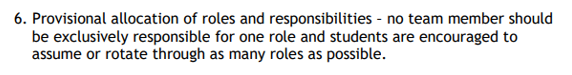 6. Provisional allocation of roles and responsibilities - no team member should
be exclusively responsible for one role and students are encouraged to
assume or rotate through as many roles as possible.